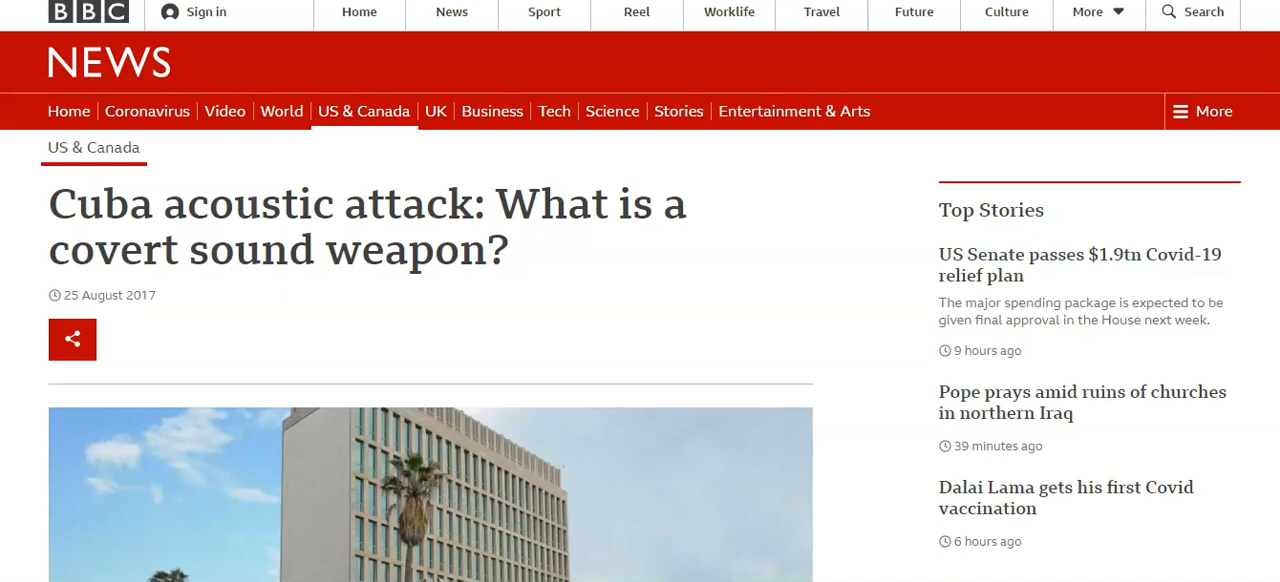 BBC Sign in Home News Sport Reel Worklife Travel Future Culture More Search
NEWS
Home Coronavirus Video World US & Canada UK Business Tech Science Stories Entertainment & Arts More
US & Canada
Cuba acoustic attack: What is a
covert sound weapon?
25 August 2017
Top Stories
US Senate passes $1.9tn Covid-19
relief plan
The major spending package is expected to be
given final approval in the House next week.
9 hours ago
Pope prays amid ruins of churches
in northern Iraq
39 minutes ago
Dalai Lama gets his first Covid
vaccination
6 hours ago